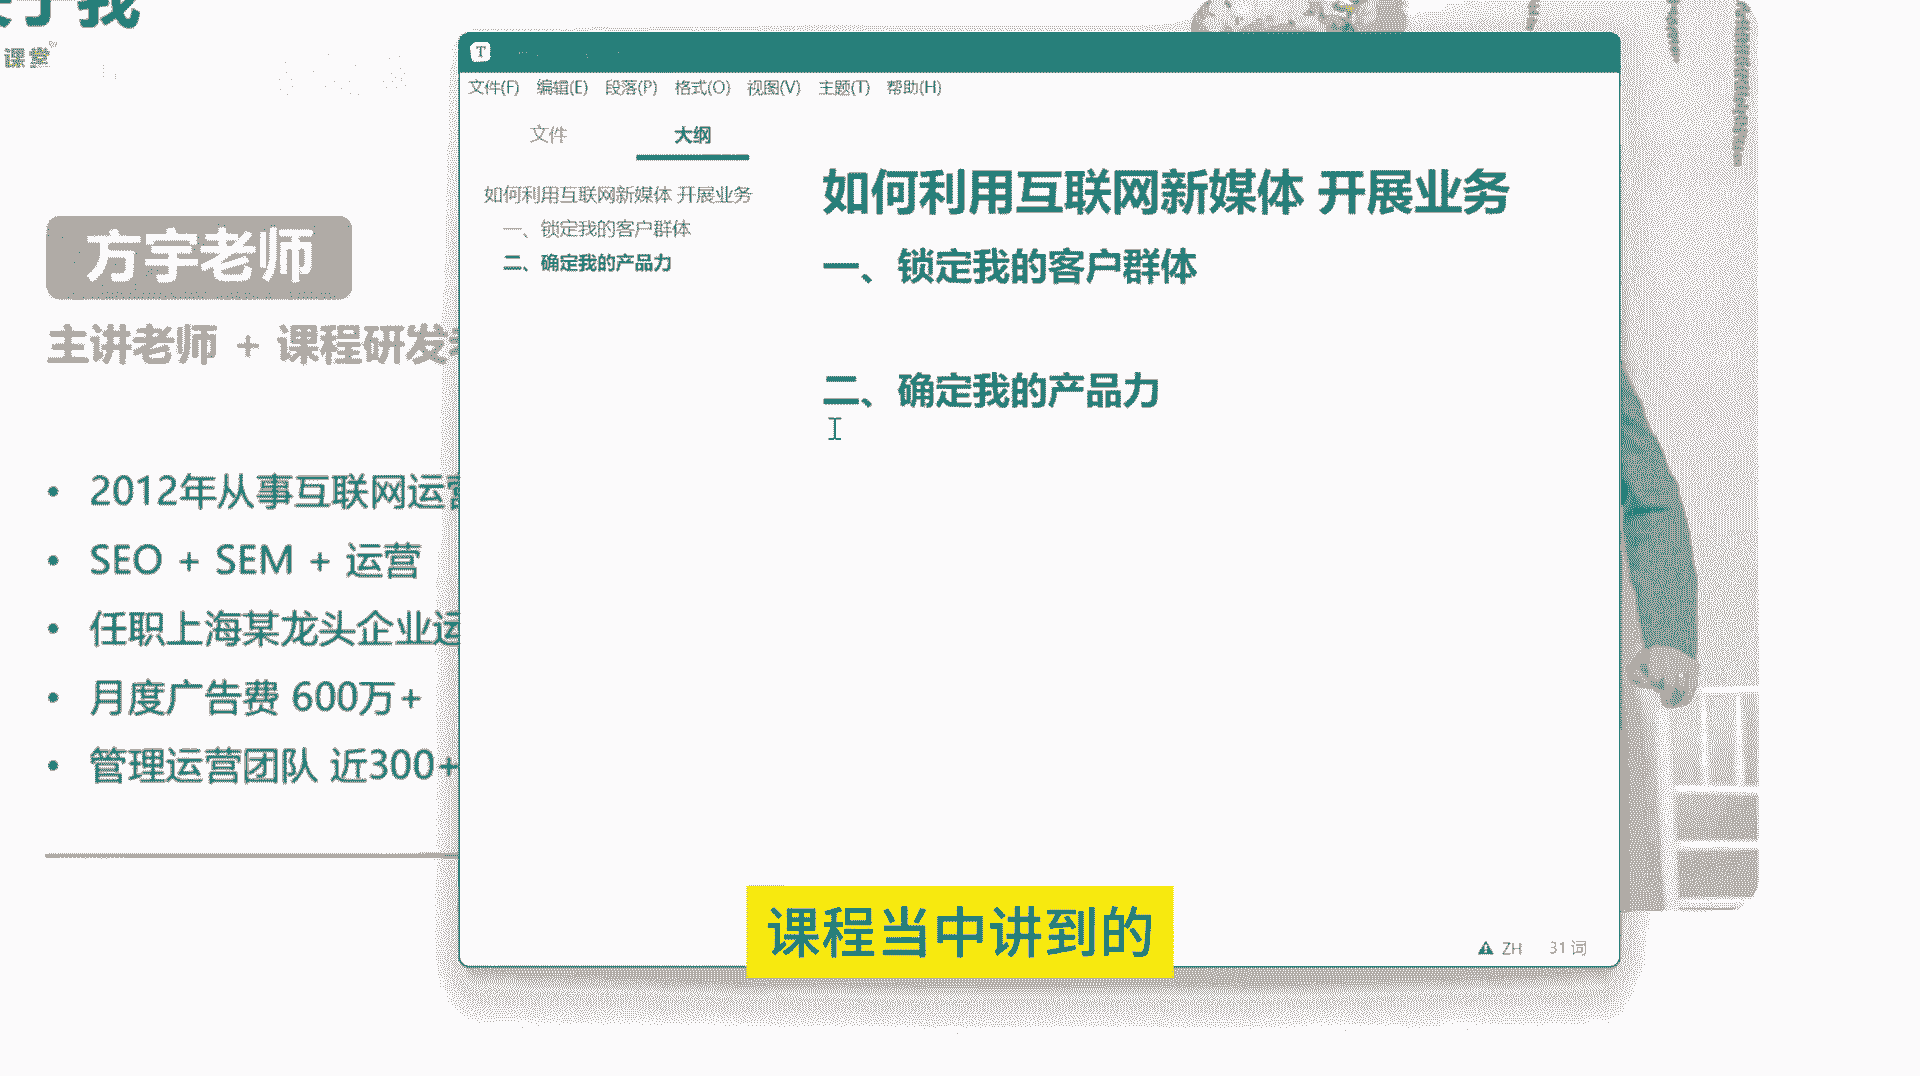 课堂
方宇老师
主讲老师 + 课程研发
2012年从事互联网运营
SEO + SEM + 运营
任职上海某龙头企业运
月度广告费 600万+
管理运营团队 近300+
T
文件(F) 编辑(E) 段落(P) 格式(O) 视图(V) 主题(T) 帮助(H)
文件 大纲
如何利用互联网新媒体 开展业务
一、锁定我的客户群体
二、确定我的产品力
如何利用互联网新媒体 开展业务
一、锁定我的客户群体
二、确定我的产品力
ZH 31 词
课程当中讲到的